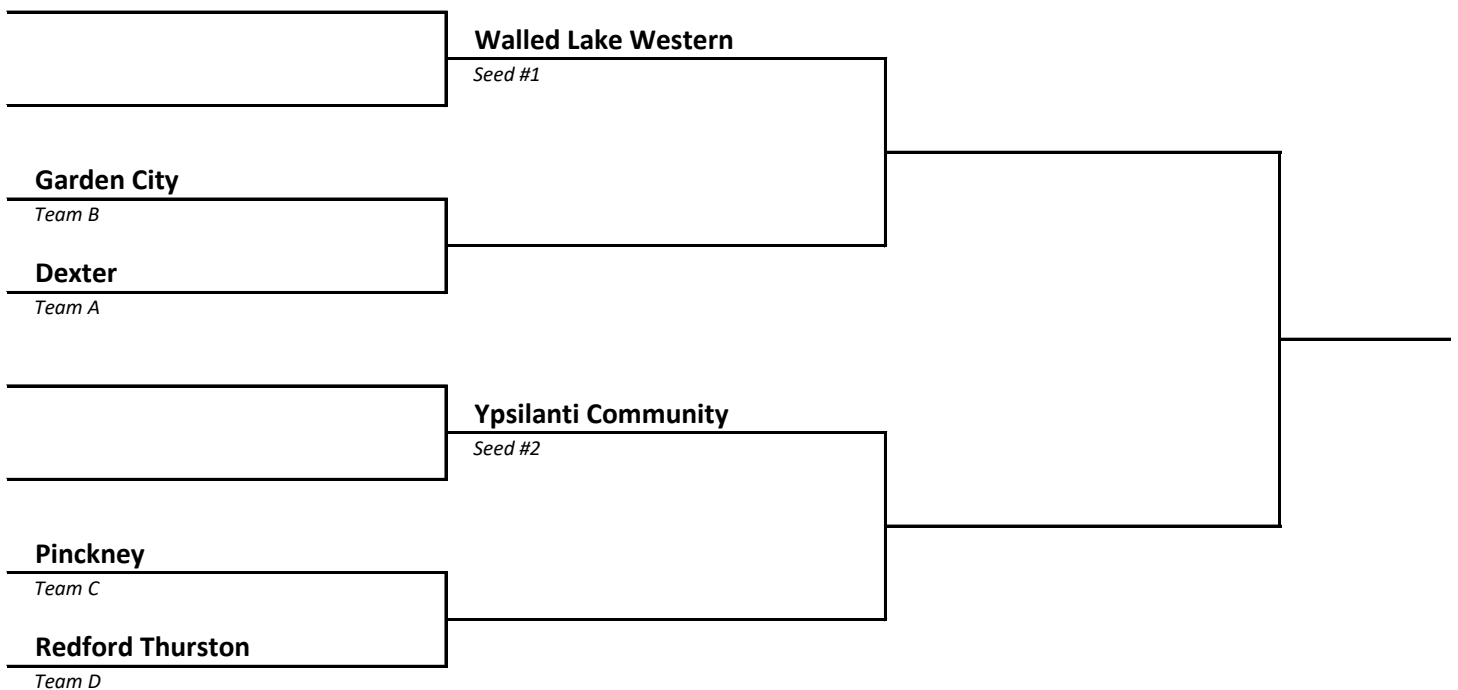 Walled Lake Western
Seed #1
Garden City
Team B
Dexter
Team A
Ypsilanti Community
Seed #2
Pinckney
Team C
Redford Thurston
Team D